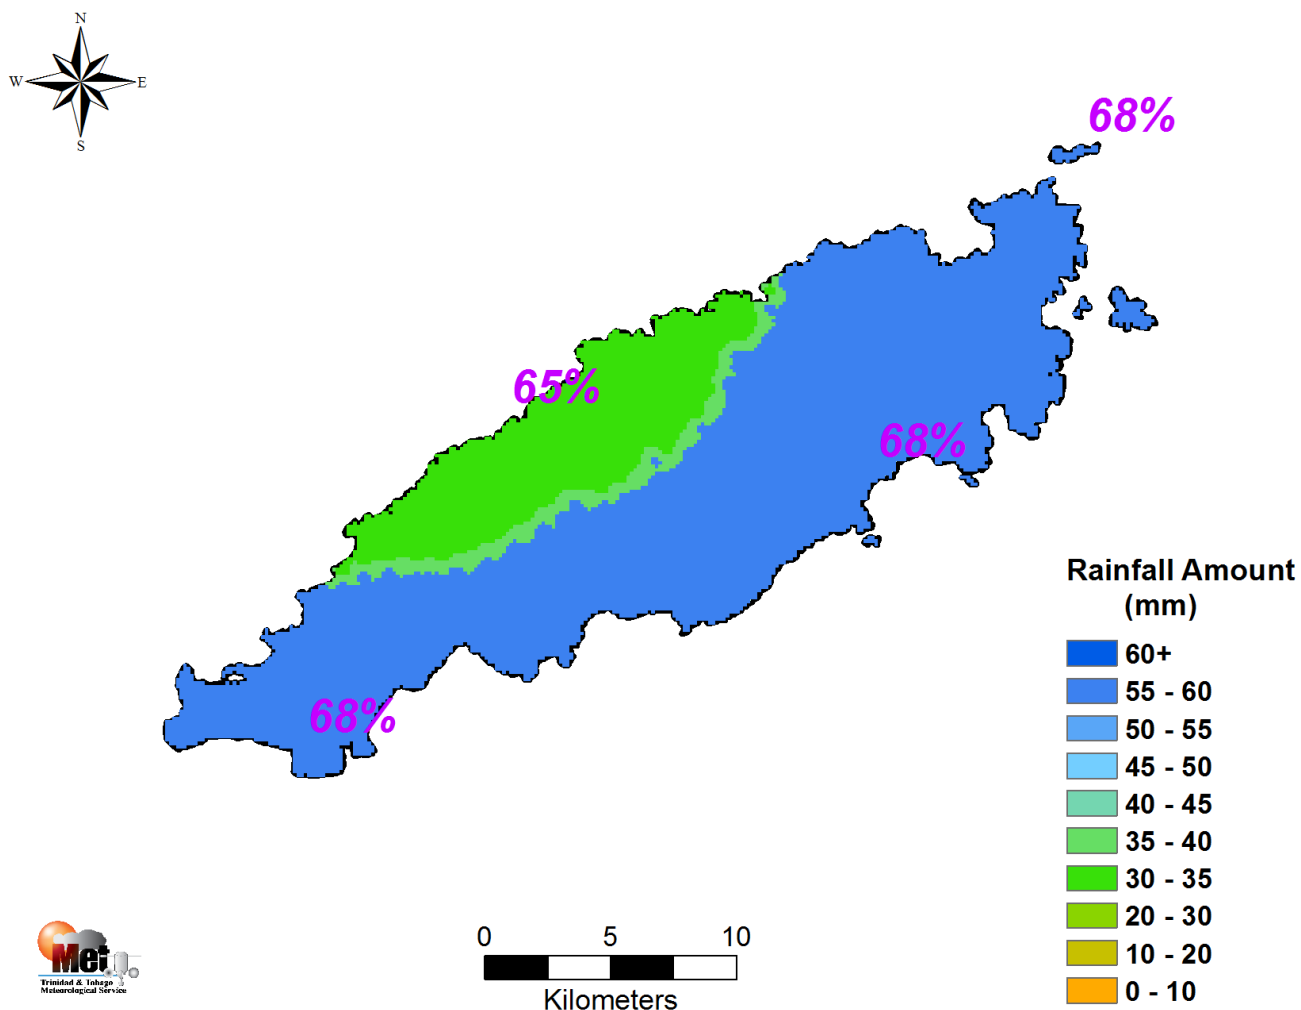 N
W
E
S
68%
65%
68%
68%
Rainfall Amount
(mm)
60+
55 - 60
50 - 55
45 - 50
40 - 45
35 - 40
30 - 35
20 - 30
10 - 20
0 - 10
0 5 10
Kilometers
Met
Trinidad & Tobago
Meteorological Service